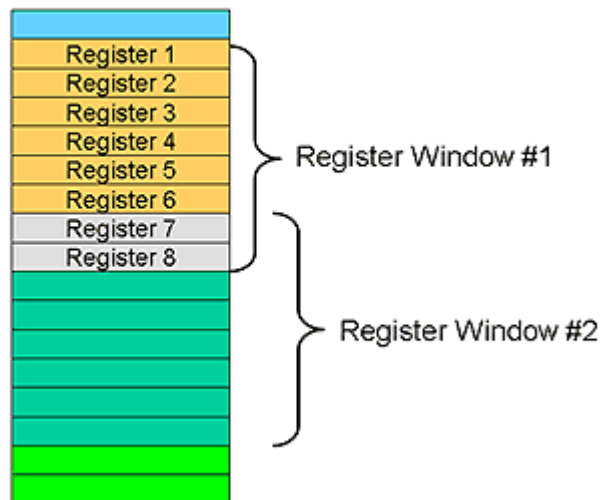 Register 1
Register 2
Register 3
Register 4
Register 5
Register 6
Register 7
Register 8
Register Window #1
Register Window #2